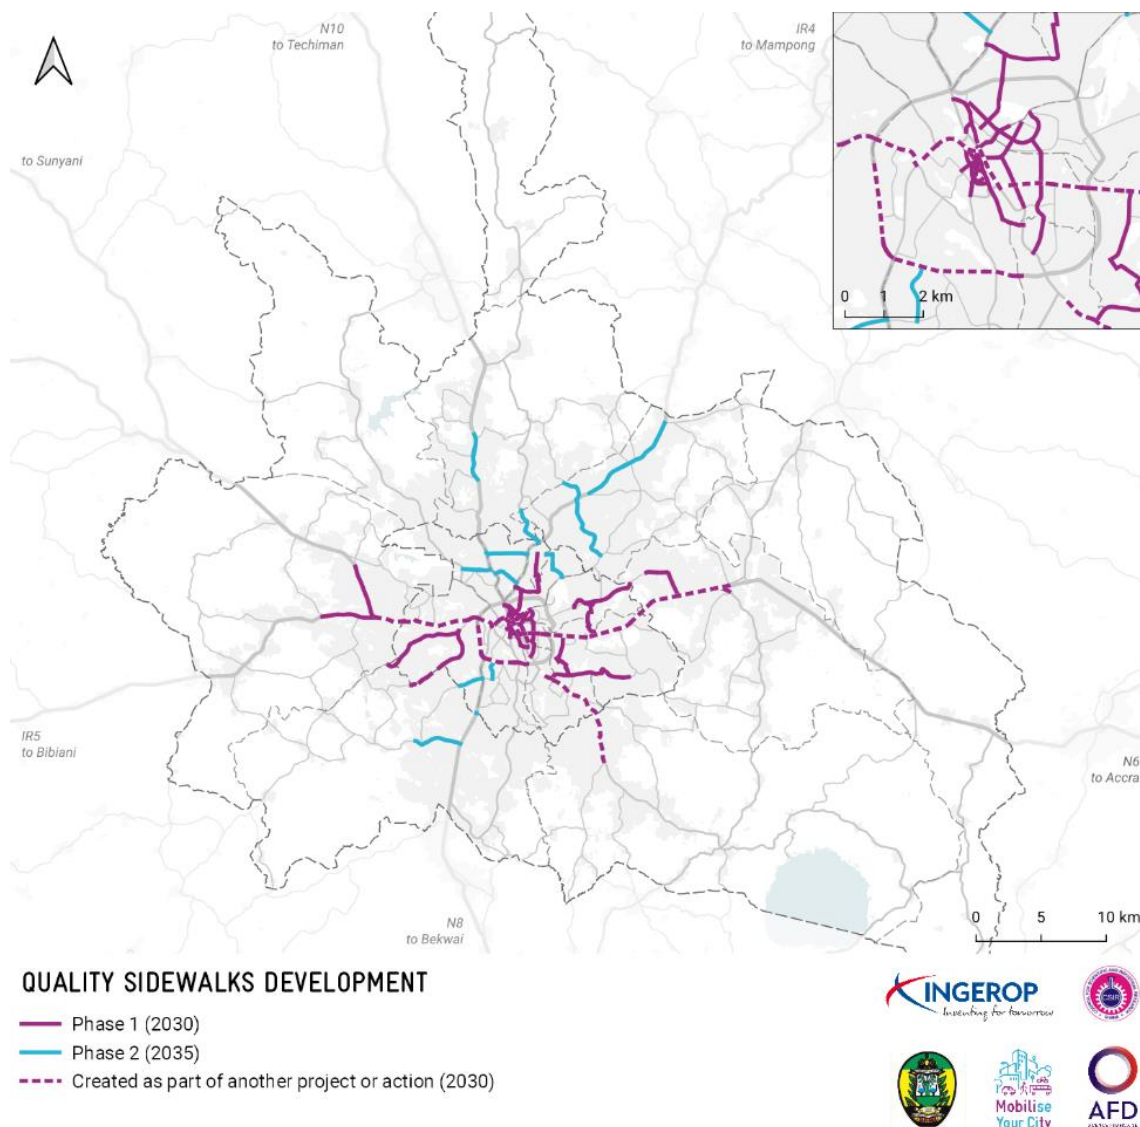 N10
to Techiman
IR4
to Mampong
to Sunyani
0 1 2 km
IR5
to Bibiani
N6
to Accra
N8
to Bekwai
0 5 10 km
QUALITY SIDEWALKS DEVELOPMENT
Phase 1 (2030)
Phase 2 (2035)
Created as part of another project or action (2030)
INGEROP
Inventing for tomorrow
CSIR
Mobilise
Your City
AFD